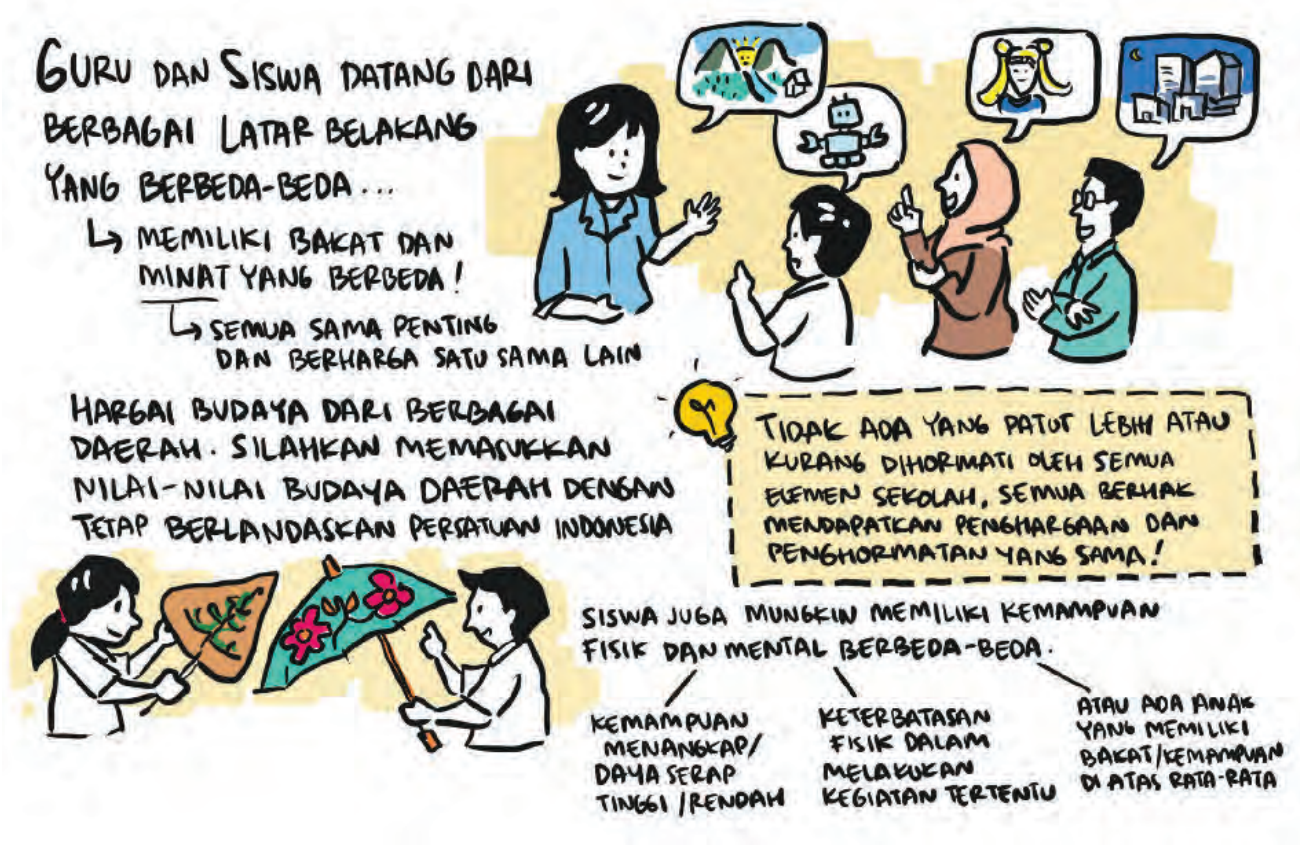 GURU DAN SISWA DATANG DARI
BERBAGAI LATAR BELAKANG
YANG BERBEDA-BEDA...
MEMILIKI BAKAT DAN
MINAT YANG BERBEDA!
SEMUA SAMA PENTING
DAN BERHARGA SATU SAMA LAIN
HARGAI BUDAYA DARI BERBAGAI
DAERAH. SILAHKAN MEMASUKKAN
NILAI-NILAI BUDAYA DAERAH DENGAN
TETAP BERLANDASKAN PERSATUAN INDONESIA
TIDAK ADA YANG PATUT LEBIH ATAU
KURANG DIHORMATI OLEH SEMUA
ELEMEN SEKOLAH, SEMUA BERHAK
MENDAPATKAN PENGHARGAAN DAN
PENGHORMATAN YANG SAMA!
SISWA JUGA MUNGKIN MEMILIKI KEMAMPUAN
FISIK DAN MENTAL BERBEDA-BEDA.
KEMAMPUAN
MENANGKAP/
DAYA SERAP
TINGGI/RENDAH
KETERBATASAN
FISIK DALAM
MELAKUKAN
KEGIATAN TERTENTU
ATAU ADA ANAK
YANG MEMILIKI
BAKAT/KEMAMPUAN
DI ATAS RATA-RATA